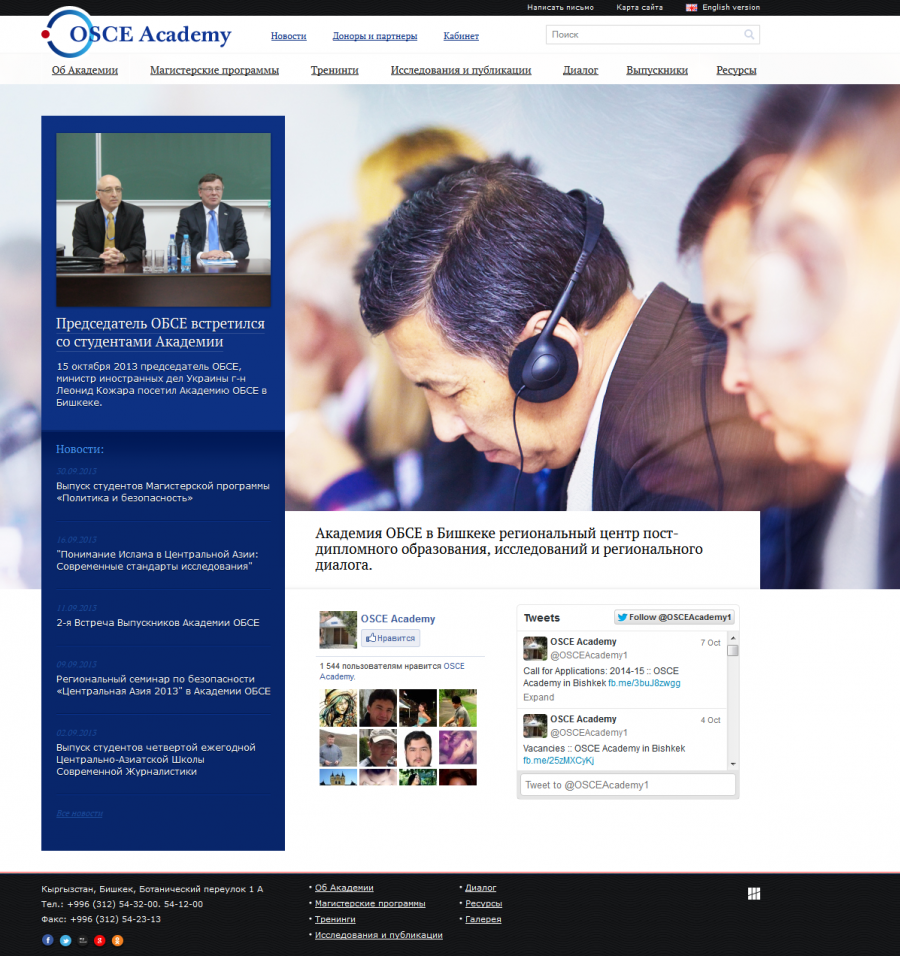 Написать письмо
Карта сайта
English version
OSCE Academy
Новости
Доноры и партнеры
Кабинет
Поиск
Об Академии
Магистерские программы
Тренинги
Исследования и публикации
Диалог
Выпускники
Ресурсы
Председатель ОБСЕ встретился
со студентами Академии
15 октября 2013 председатель ОБСЕ,
министр иностранных дел Украины г-н
Леонид Кожара посетил Академию ОБСЕ в
Бишкеке.
Новости:
30.09.2013
Выпуск студентов Магистерской программы
«Политика и безопасность»
16.09.2013
"Понимание Ислама в Центральной Азии:
Современные стандарты исследования"
11.09.2013
2-я Встреча Выпускников Академии ОБСЕ
09.09.2013
Региональный семинар по безопасности
«Центральная Азия 2013" в Академии ОБСЕ
02.09.2013
Выпуск студентов четвертой ежегодной
Центрально-Азиатской Школы
Современной Журналистики
Все новости
Академия ОБСЕ в Бишкеке региональный центр пост-
дипломного образования, исследований и регионального
диалога.
OSCE Academy
Нравится
1 544 пользователям нравится OSCE
Academy.
Tweets
Follow @OSCEAcademy1
OSCE Academy
7 Oct
@OSCEAcademy1
Call for Applications: 2014-15 :: OSCE
Academy in Bishkek fb.me/3buJ8zwgg
Expand
OSCE Academy
4 Oct
@OSCEAcademy1
Vacancies :: OSCE Academy in Bishkek
fb.me/25zMXCyKj
Tweet to @OSCEAcademy1
Кыргызстан, Бишкек, Ботанический переулок 1 А
Тел.: +996 (312) 54-32-00. 54-12-00
Факс: +996 (312) 54-23-13
• Об Академии
• Магистерские программы
• Тренинги
• Исследования и публикации
• Диалог
• Ресурсы
• Галерея